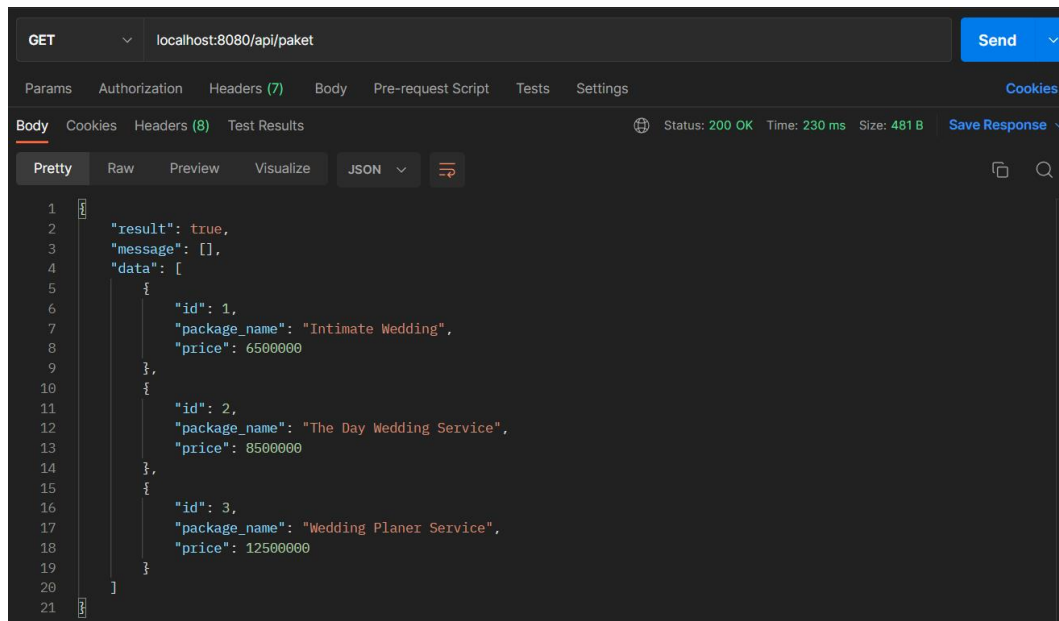 GET localhost:8080/api/paket Send
Params Authorization Headers (7) Body Pre-request Script Tests Settings Cookies
Body Cookies Headers (8) Test Results Status: 200 OK Time: 230 ms Size: 481 B Save Response
Pretty Raw Preview Visualize JSON
1 {
2 "result": true,
3 "message": [],
4 "data": [
5 {
6 "id": 1,
7 "package_name": "Intimate Wedding",
8 "price": 6500000
9 },
10 {
11 "id": 2,
12 "package_name": "The Day Wedding Service",
13 "price": 8500000
14 },
15 {
16 "id": 3,
17 "package_name": "Wedding Planer Service",
18 "price": 12500000
19 }
20 ]
21 }